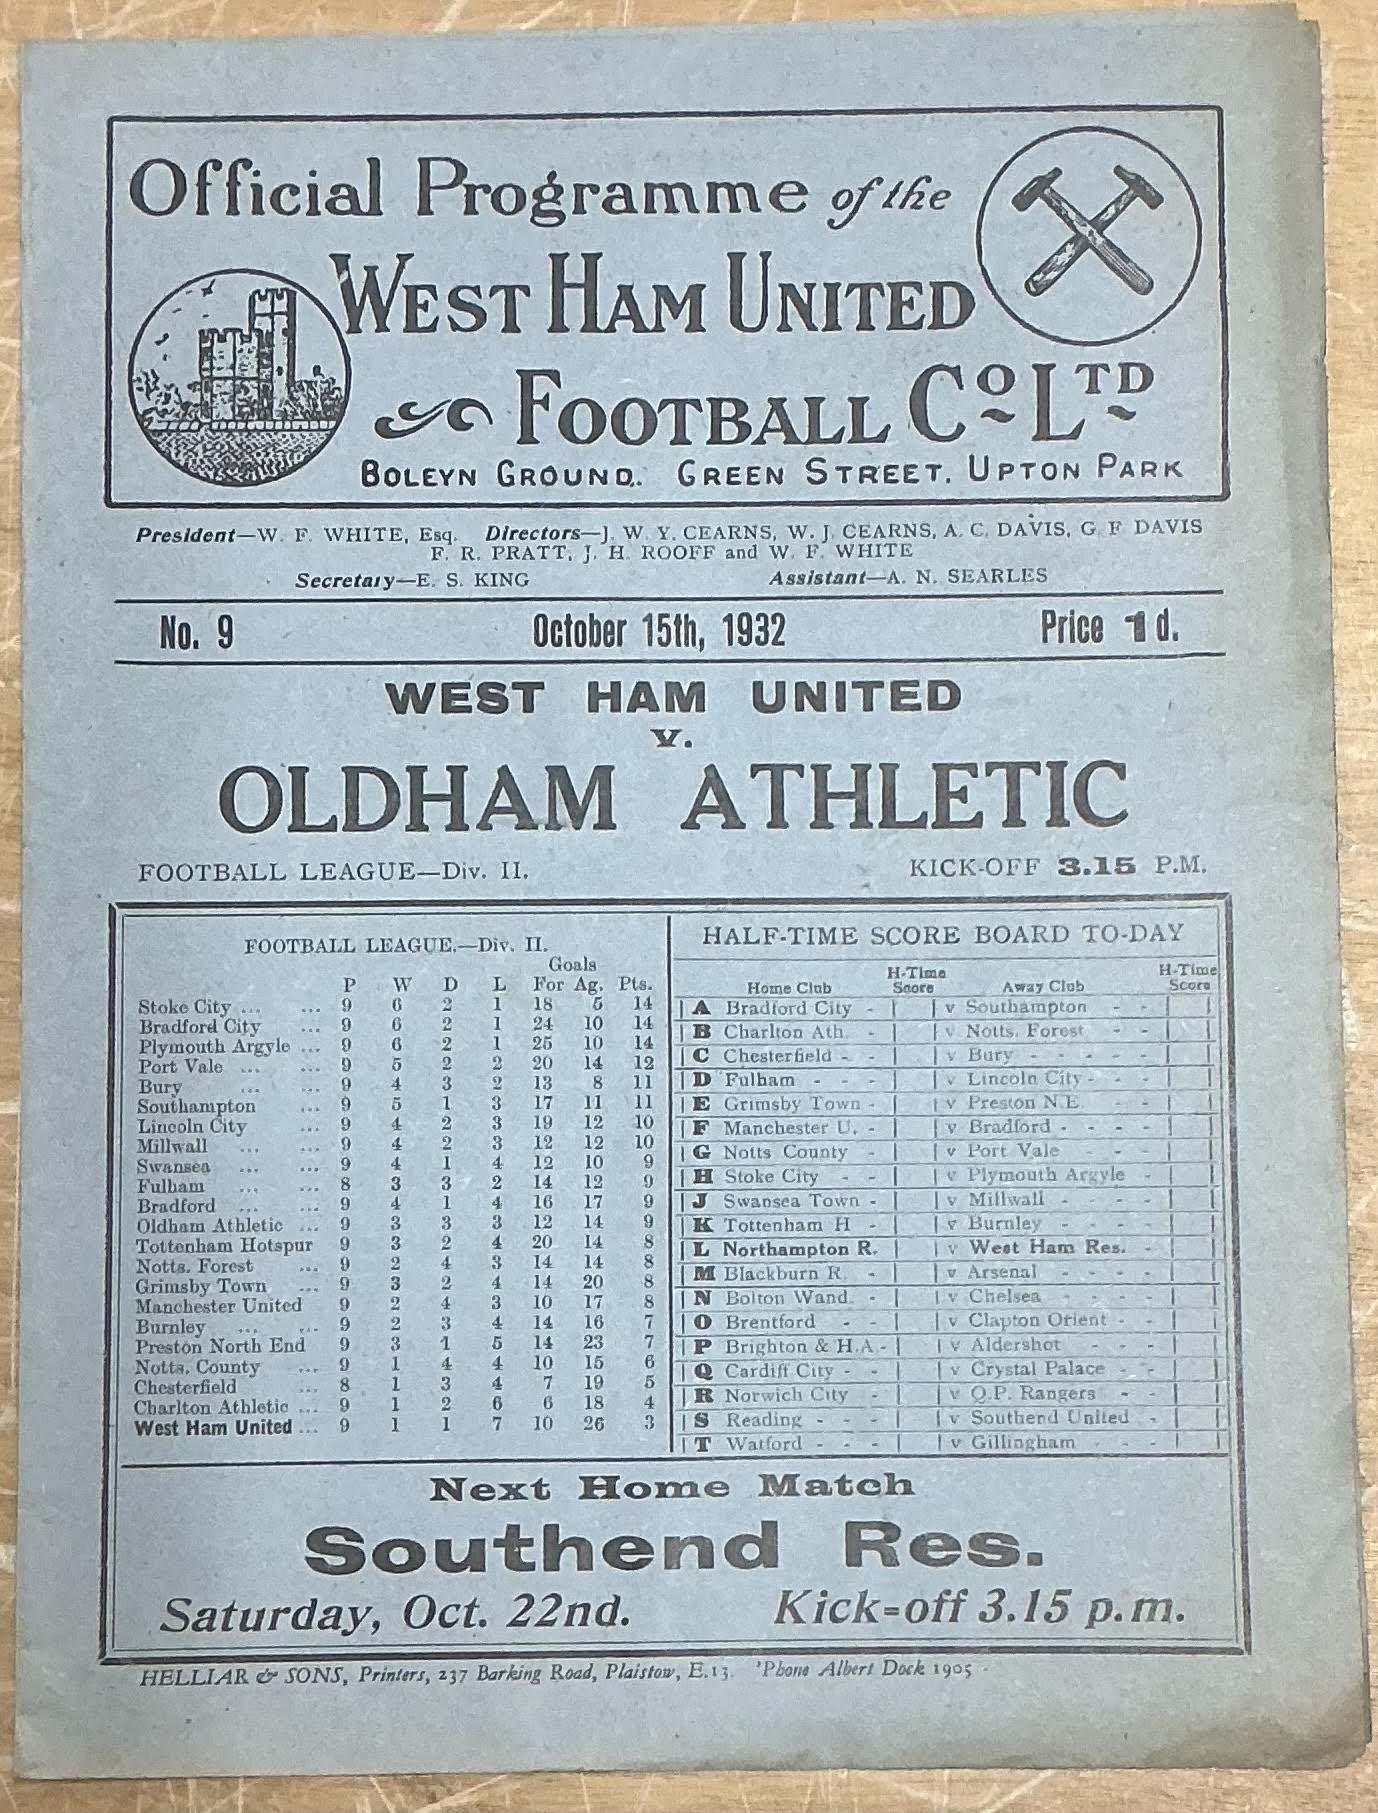 Official Programme of the
WEST HAM UNITED
FOOTBALL Co LTD
BOLEYN GROUND. GREEN STREET. UPTON PARK
President—W. F. WHITE, Esq. Directors—J. W. Y. CEARNS, W. J. CEARNS, A. C. DAVIS, G. F DAVIS
F. R. PRATT, J. H. ROOFF and W. F. WHITE
Secretary—E. S. KING Assistant—A. N. SEARLES
No. 9 October 15th, 1932 Price 1d.
WEST HAM UNITED
v.
OLDHAM ATHLETIC
FOOTBALL LEAGUE—Div. II. KICK-OFF 3.15 P.M.
FOOTBALL LEAGUE.—Div. II.
Goals
P W D L For Ag. Pts.
Stoke City ... ... 9 6 2 1 18 5 14
Bradford City ... 9 6 2 1 24 10 14
Plymouth Argyle ... 9 6 2 1 25 10 14
Port Vale ... ... 9 5 2 2 20 14 12
Bury ... ... 9 4 3 2 13 8 11
Southampton ... 9 5 1 3 17 11 11
Lincoln City ... 9 4 2 3 19 12 10
Millwall ... ... 9 4 2 3 12 12 10
Swansea ... ... 9 4 1 4 12 10 9
Fulham ... ... 8 3 3 2 14 12 9
Bradford ... ... 9 4 1 4 16 17 9
Oldham Athletic ... 9 3 3 3 12 14 9
Tottenham Hotspur 9 3 2 4 20 14 8
Notts. Forest ... 9 2 4 3 14 14 8
Grimsby Town ... 9 3 2 4 14 20 8
Manchester United 9 2 4 3 10 17 8
Burnley ... ... 9 2 3 4 14 16 7
Preston North End 9 3 1 5 14 23 7
Notts. County ... 9 1 4 4 10 15 6
Chesterfield ... 8 1 3 4 7 19 5
Charlton Athletic ... 9 1 2 6 6 18 4
West Ham United ... 9 1 1 7 10 26 3
HALF-TIME SCORE BOARD TO-DAY
Home Club H-Time Score Away Club H-Time Score
A Bradford City - v Southampton - -
B Charlton Ath. - v Notts. Forest - -
C Chesterfield - - v Bury - - - - -
D Fulham - - - v Lincoln City - - -
E Grimsby Town - v Preston N.E. - -
F Manchester U. - v Bradford - - - -
G Notts County - v Port Vale - -
H Stoke City - - v Plymouth Argyle -
J Swansea Town - v Millwall - - -
K Tottenham H - v Burnley - - - -
L Northampton R. v West Ham Res. -
M Blackburn R. - v Arsenal - - - -
N Bolton Wand. - v Chelsea - - - -
O Brentford - - v Clapton Orient - -
P Brighton & H.A. - v Aldershot - - -
Q Cardiff City - - v Crystal Palace - -
R Norwich City - v Q.P. Rangers - -
S Reading - - - v Southend United -
T Watford - - - v Gillingham - - -
Next Home Match
Southend Res.
Saturday, Oct. 22nd. Kick=off 3.15 p.m.
HELLIAR & SONS, Printers, 237 Barking Road, Plaistow, E.13. 'Phone Albert Dock 1905